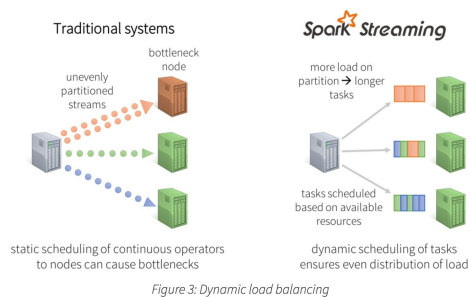 Traditional systems
bottleneck
node
unevenly
partitioned
streams
static scheduling of continuous operators
to nodes can cause bottlenecks
Spark Streaming
more load on
partition → longer
tasks
tasks scheduled
based on available
resources
dynamic scheduling of tasks
ensures even distribution of load
Figure 3: Dynamic load balancing